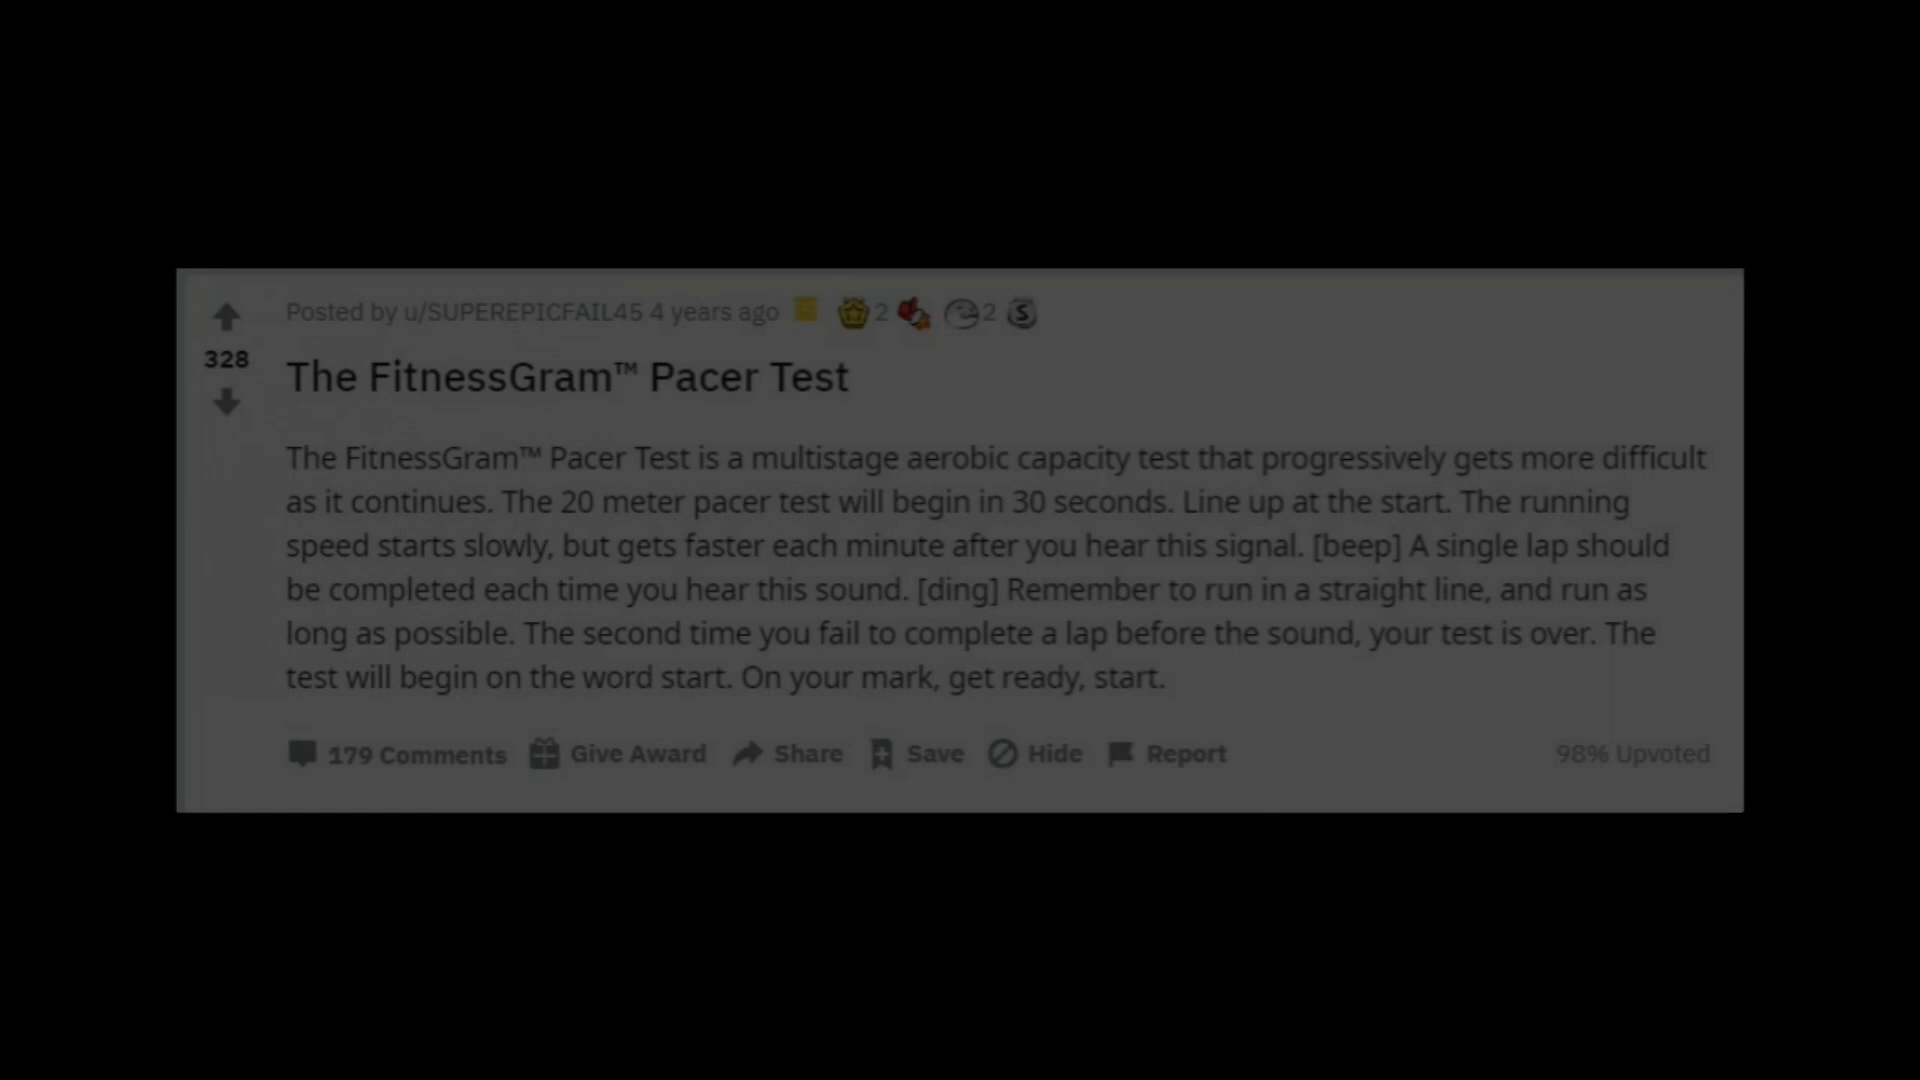 Posted by u/SUPEREPICFAIL45 4 years ago 2 2 S
328
The FitnessGram™ Pacer Test
The FitnessGram™ Pacer Test is a multistage aerobic capacity test that progressively gets more difficult
as it continues. The 20 meter pacer test will begin in 30 seconds. Line up at the start. The running
speed starts slowly, but gets faster each minute after you hear this signal. [beep] A single lap should
be completed each time you hear this sound. [ding] Remember to run in a straight line, and run as
long as possible. The second time you fail to complete a lap before the sound, your test is over. The
test will begin on the word start. On your mark, get ready, start.
179 Comments Give Award Share Save Hide Report 98% Upvoted